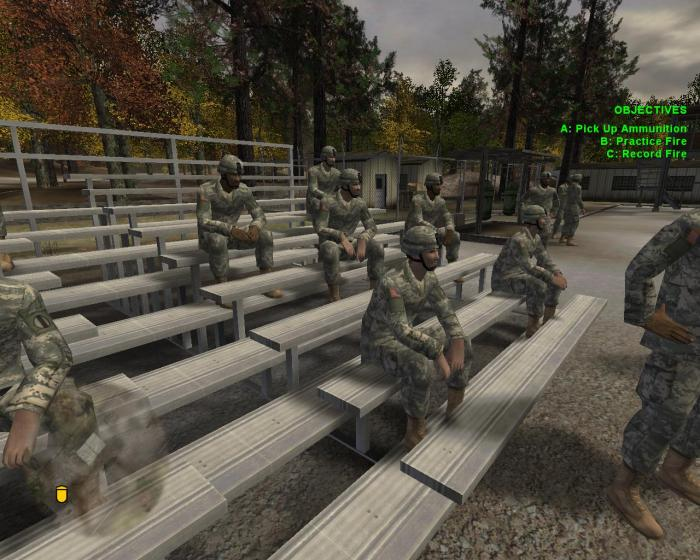 OBJECTIVES
A: Pick Up Ammunition
B: Practice Fire
C: Record Fire